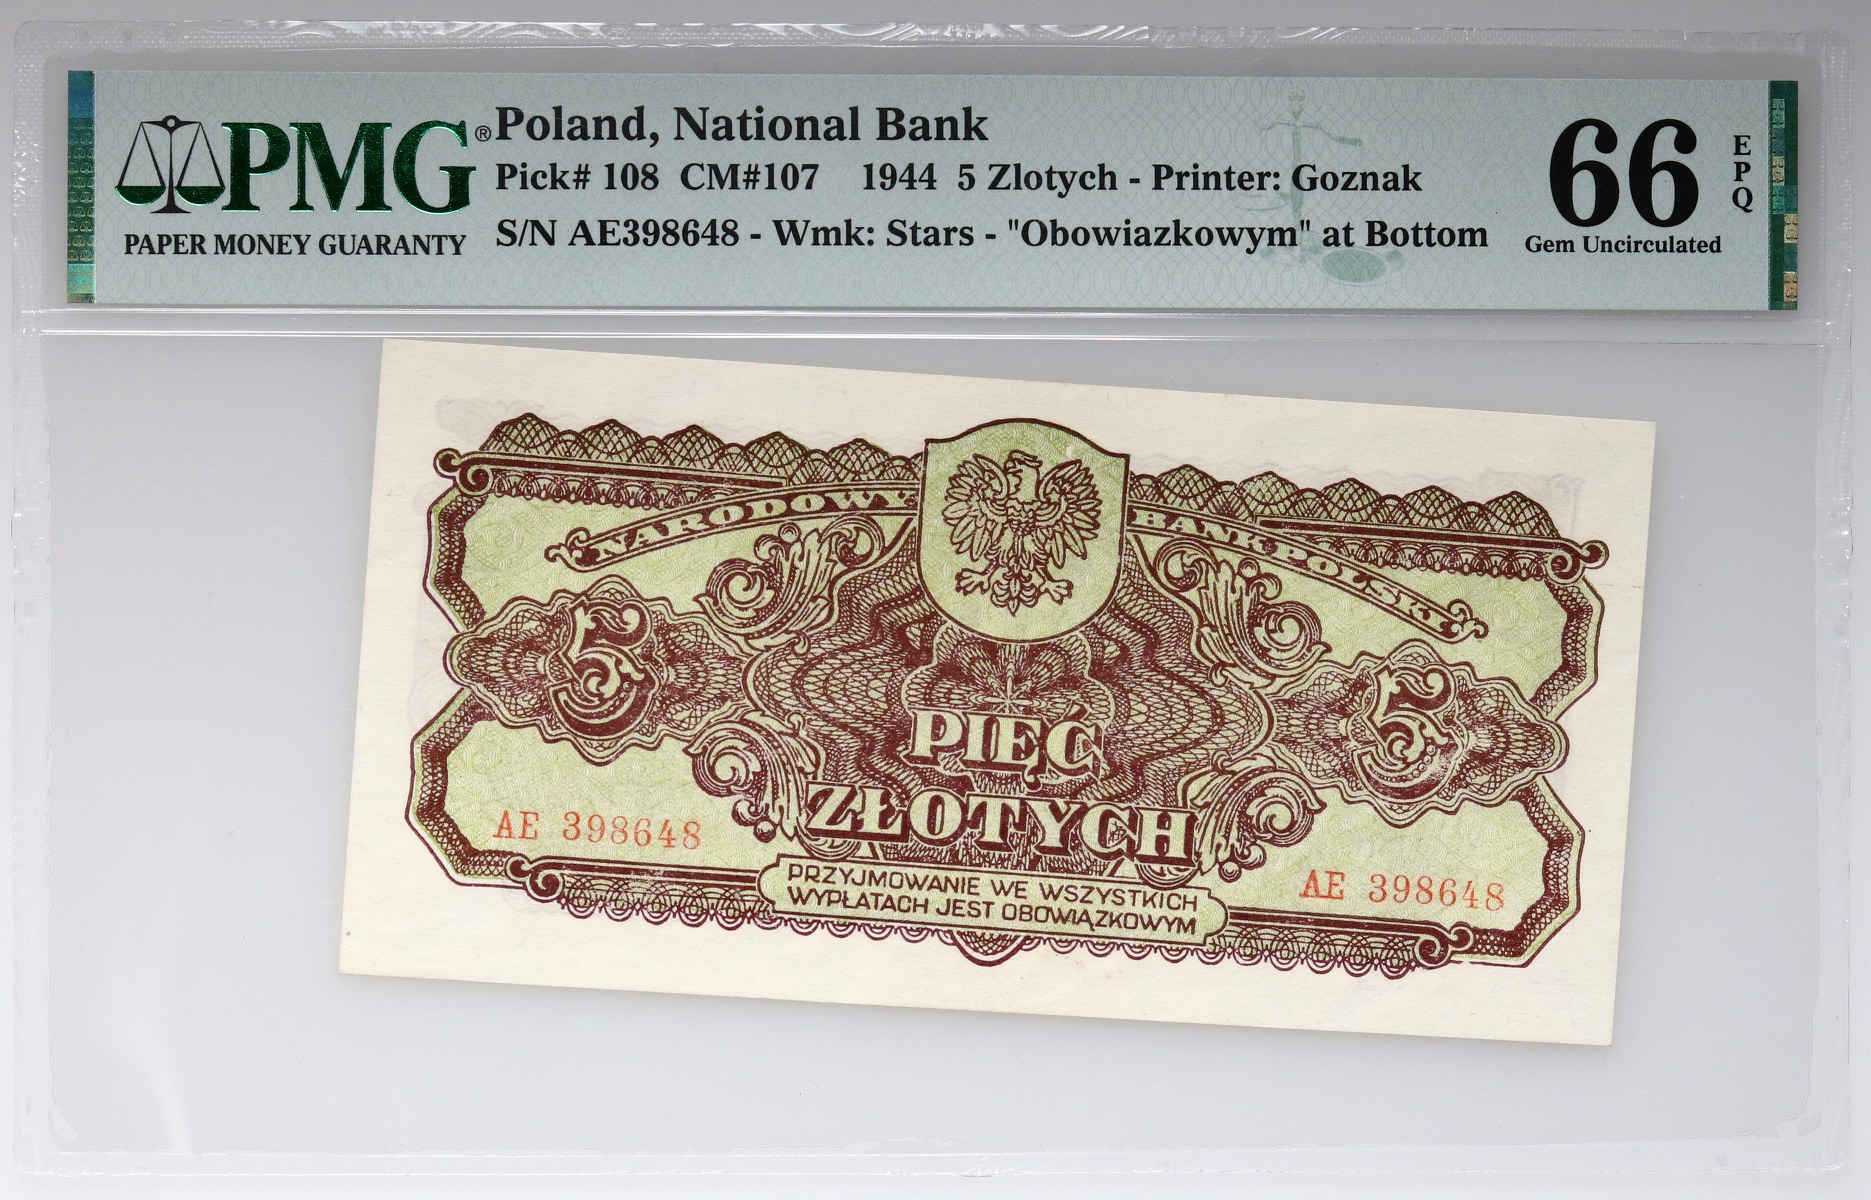 PMG®
PAPER MONEY GUARANTY
Poland, National Bank
Pick# 108 CM#107 1944 5 Zlotych - Printer: Goznak
S/N AE398648 - Wmk: Stars - "Obowiazkowym" at Bottom
66
EPQ
Gem Uncirculated
NARODOWY BANK POLSKI
5
5
PIĘĆ
ZŁOTYCH
AE 398648
AE 398648
PRZYJMOWANIE WE WSZYSTKICH
WYPŁATACH JEST OBOWIĄZKOWYM